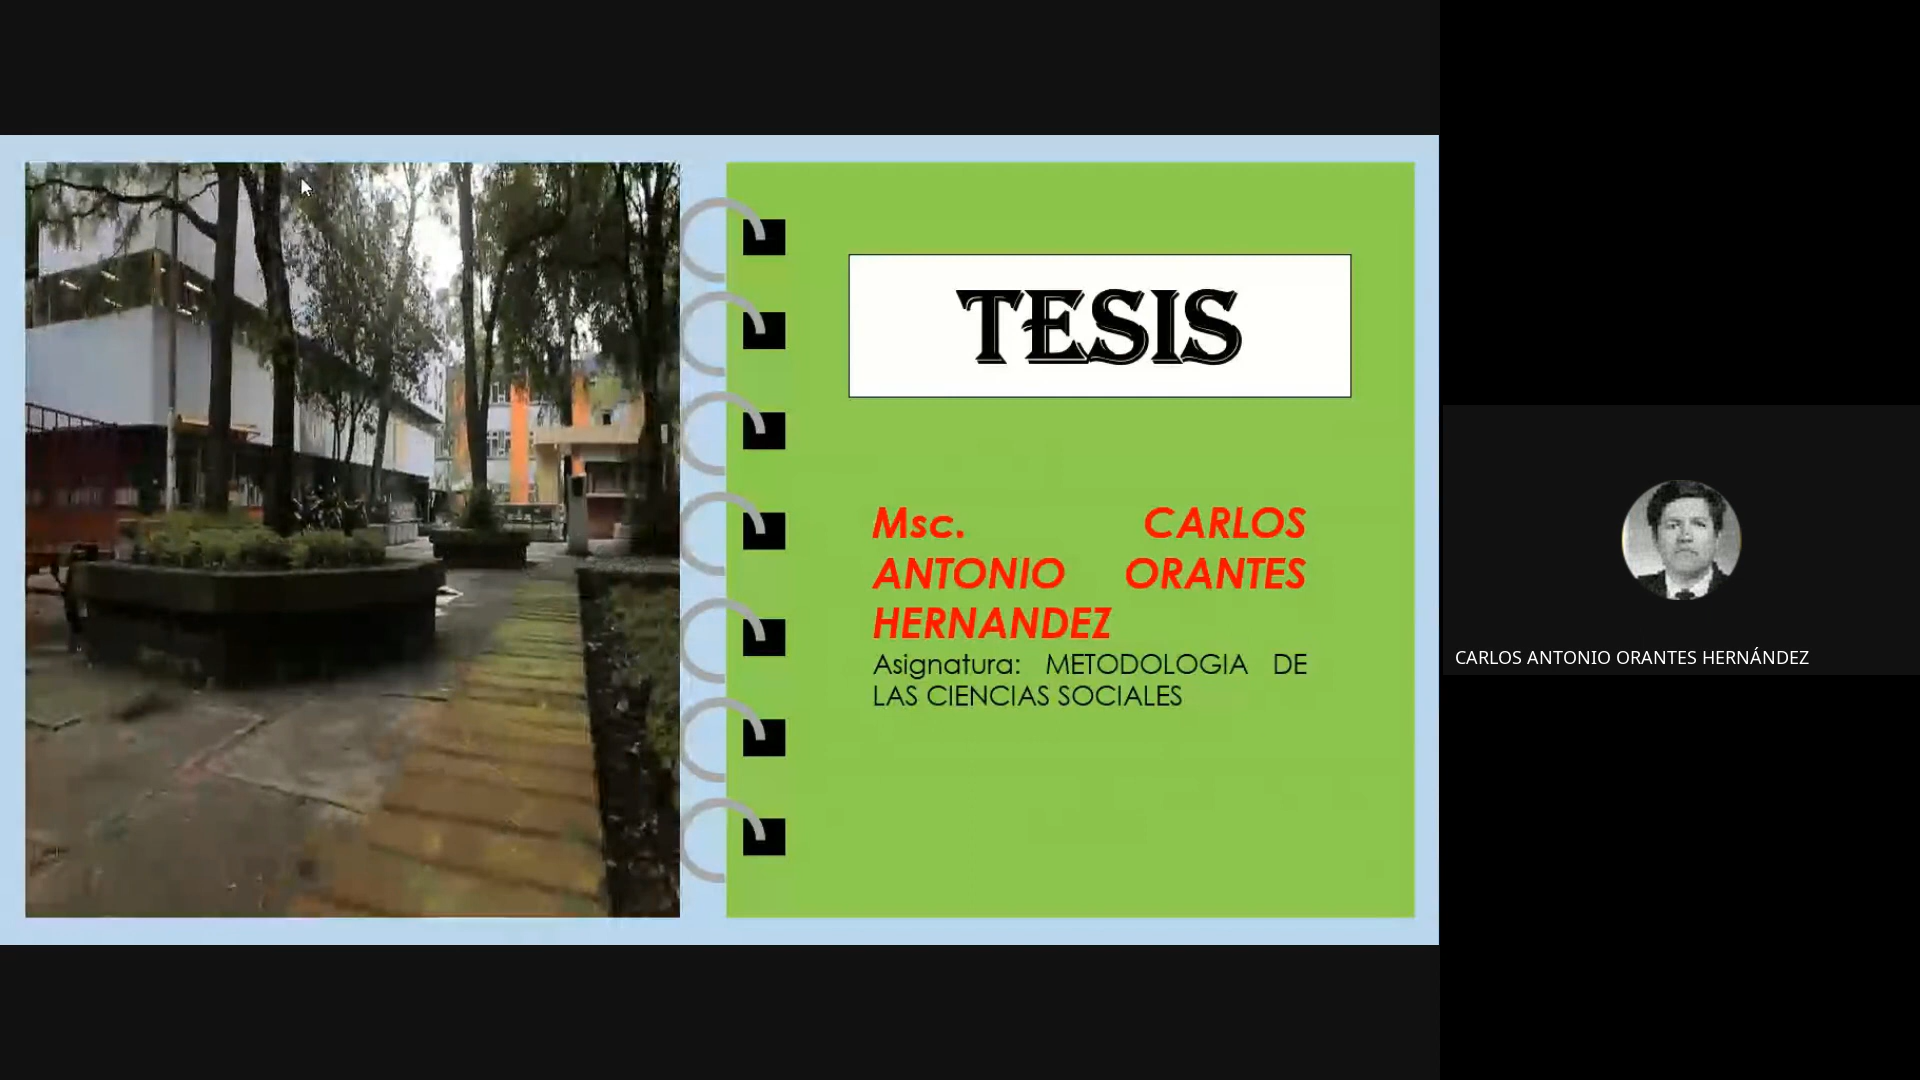 TESIS
Msc. CARLOS
ANTONIO ORANTES
HERNANDEZ
Asignatura: METODOLOGIA DE
LAS CIENCIAS SOCIALES
CARLOS ANTONIO ORANTES HERNÁNDEZ